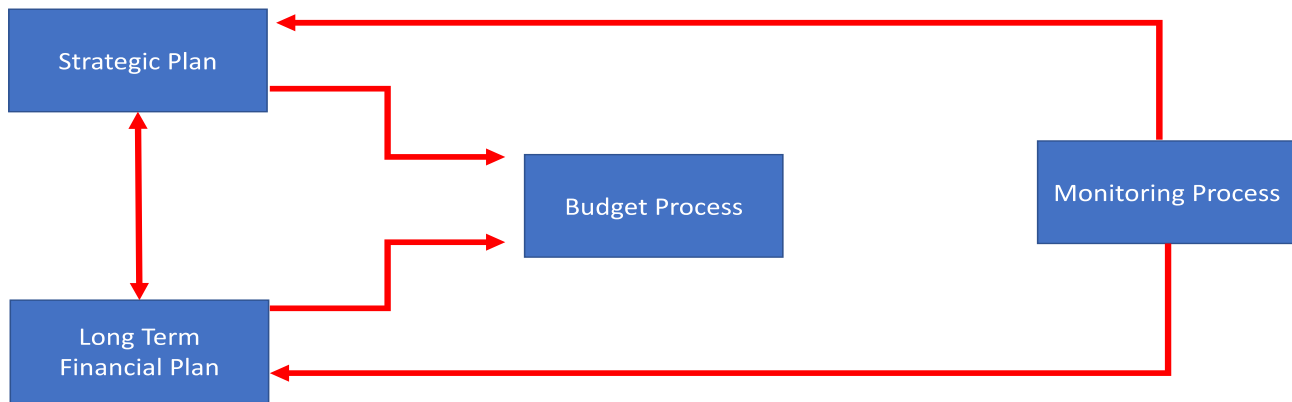 Strategic Plan
Budget Process
Monitoring Process
Long Term
Financial Plan